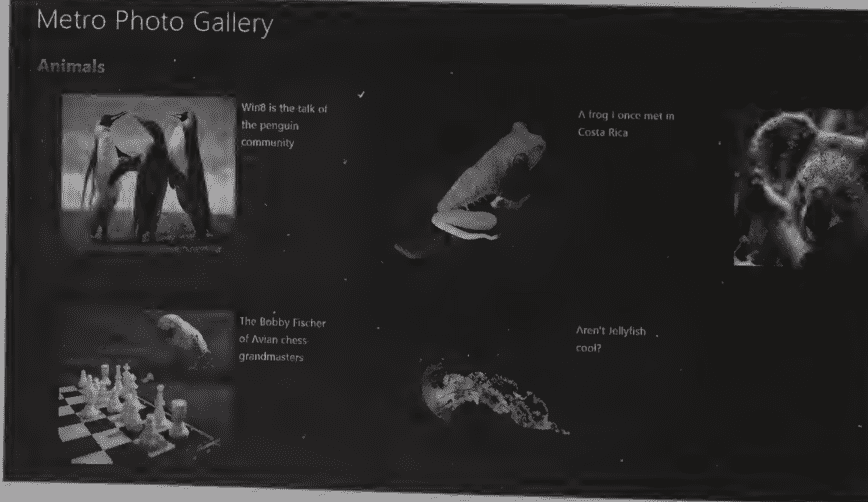 Metro Photo Gallery
Animals
Win8 is the talk of
the penguin
community
A frog I once met in
Costa Rica
The Bobby Fischer
of Avian chess
grandmasters
Aren't Jellyfish
cool?